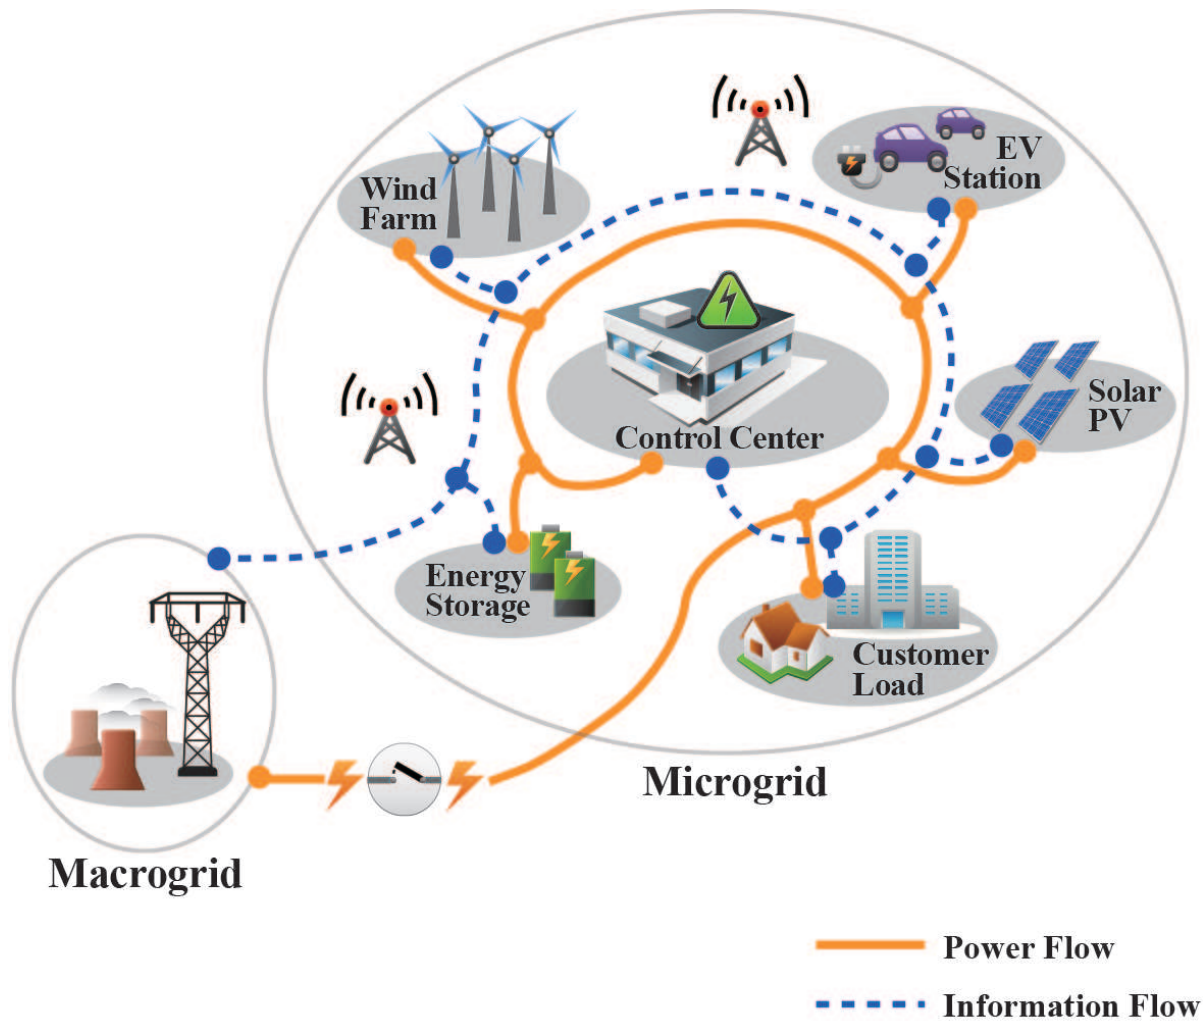 Wind
Farm
EV
Station
Solar
PV
Control Center
Energy
Storage
Customer
Load
Microgrid
Macrogrid
Power Flow
Information Flow